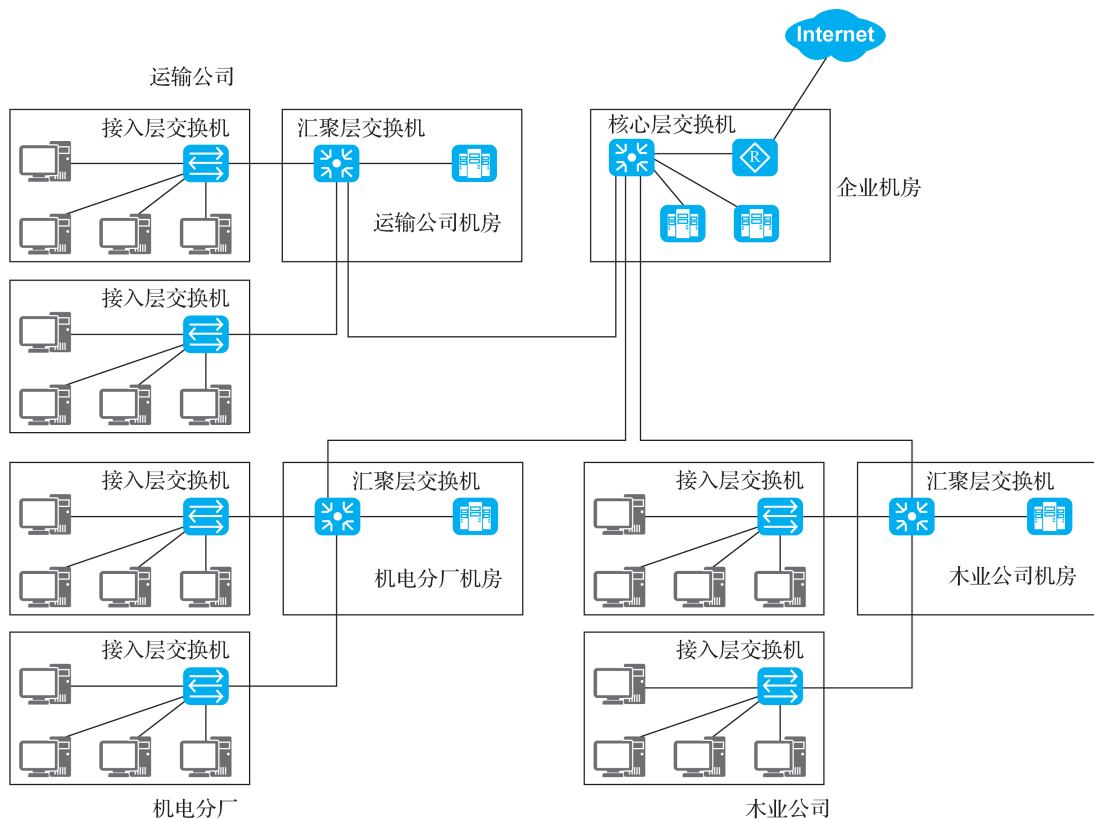 Internet
运输公司
接入层交换机
汇聚层交换机
核心层交换机
R
企业机房
运输公司机房
接入层交换机
接入层交换机
汇聚层交换机
接入层交换机
汇聚层交换机
机电分厂机房
木业公司机房
接入层交换机
接入层交换机
机电分厂
木业公司